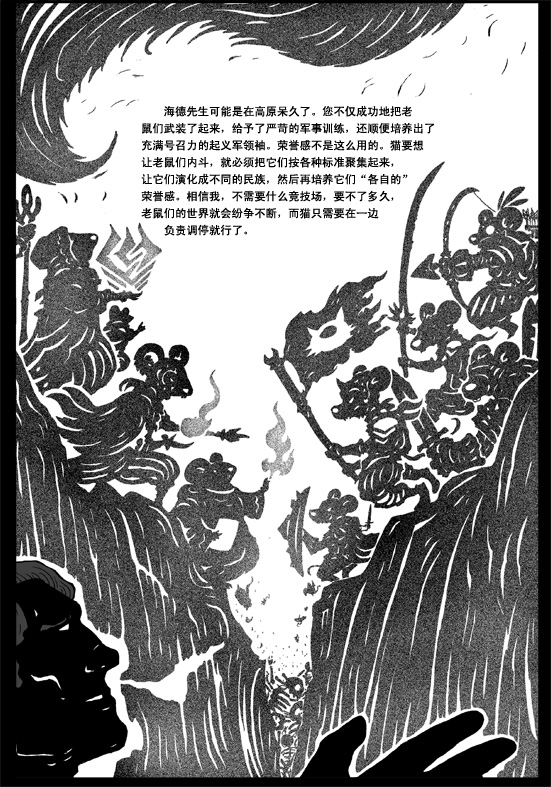 海德先生可能是在高原呆久了。您不仅成功地把老
鼠们武装了起来，给予了严苛的军事训练，还顺便培养出了
充满号召力的起义军领袖。荣誉感不是这么用的。猫要想
让老鼠们内斗，就必须把它们按各种标准聚集起来，
让它们演化成不同的民族，然后再培养它们“各自的”
荣誉感。相信我，不需要什么竞技场，要不了多久，
老鼠们的世界就会纷争不断，而猫只需要在一边
负责调停就行了。